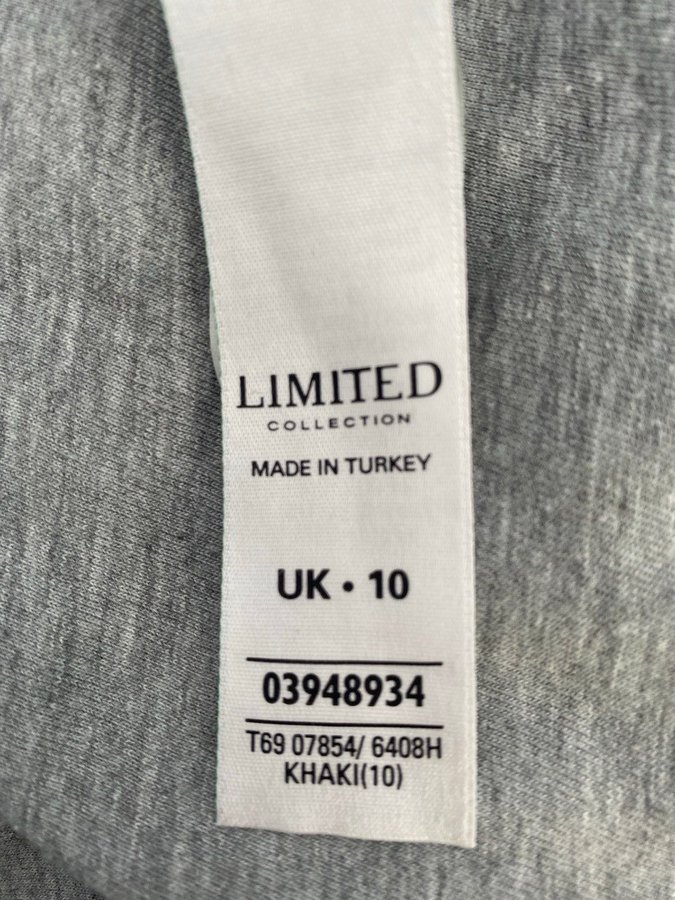 LIMITED
COLLECTION
MADE IN TURKEY
UK • 10
03948934
T69 07854/ 6408H
KHAKI(10)